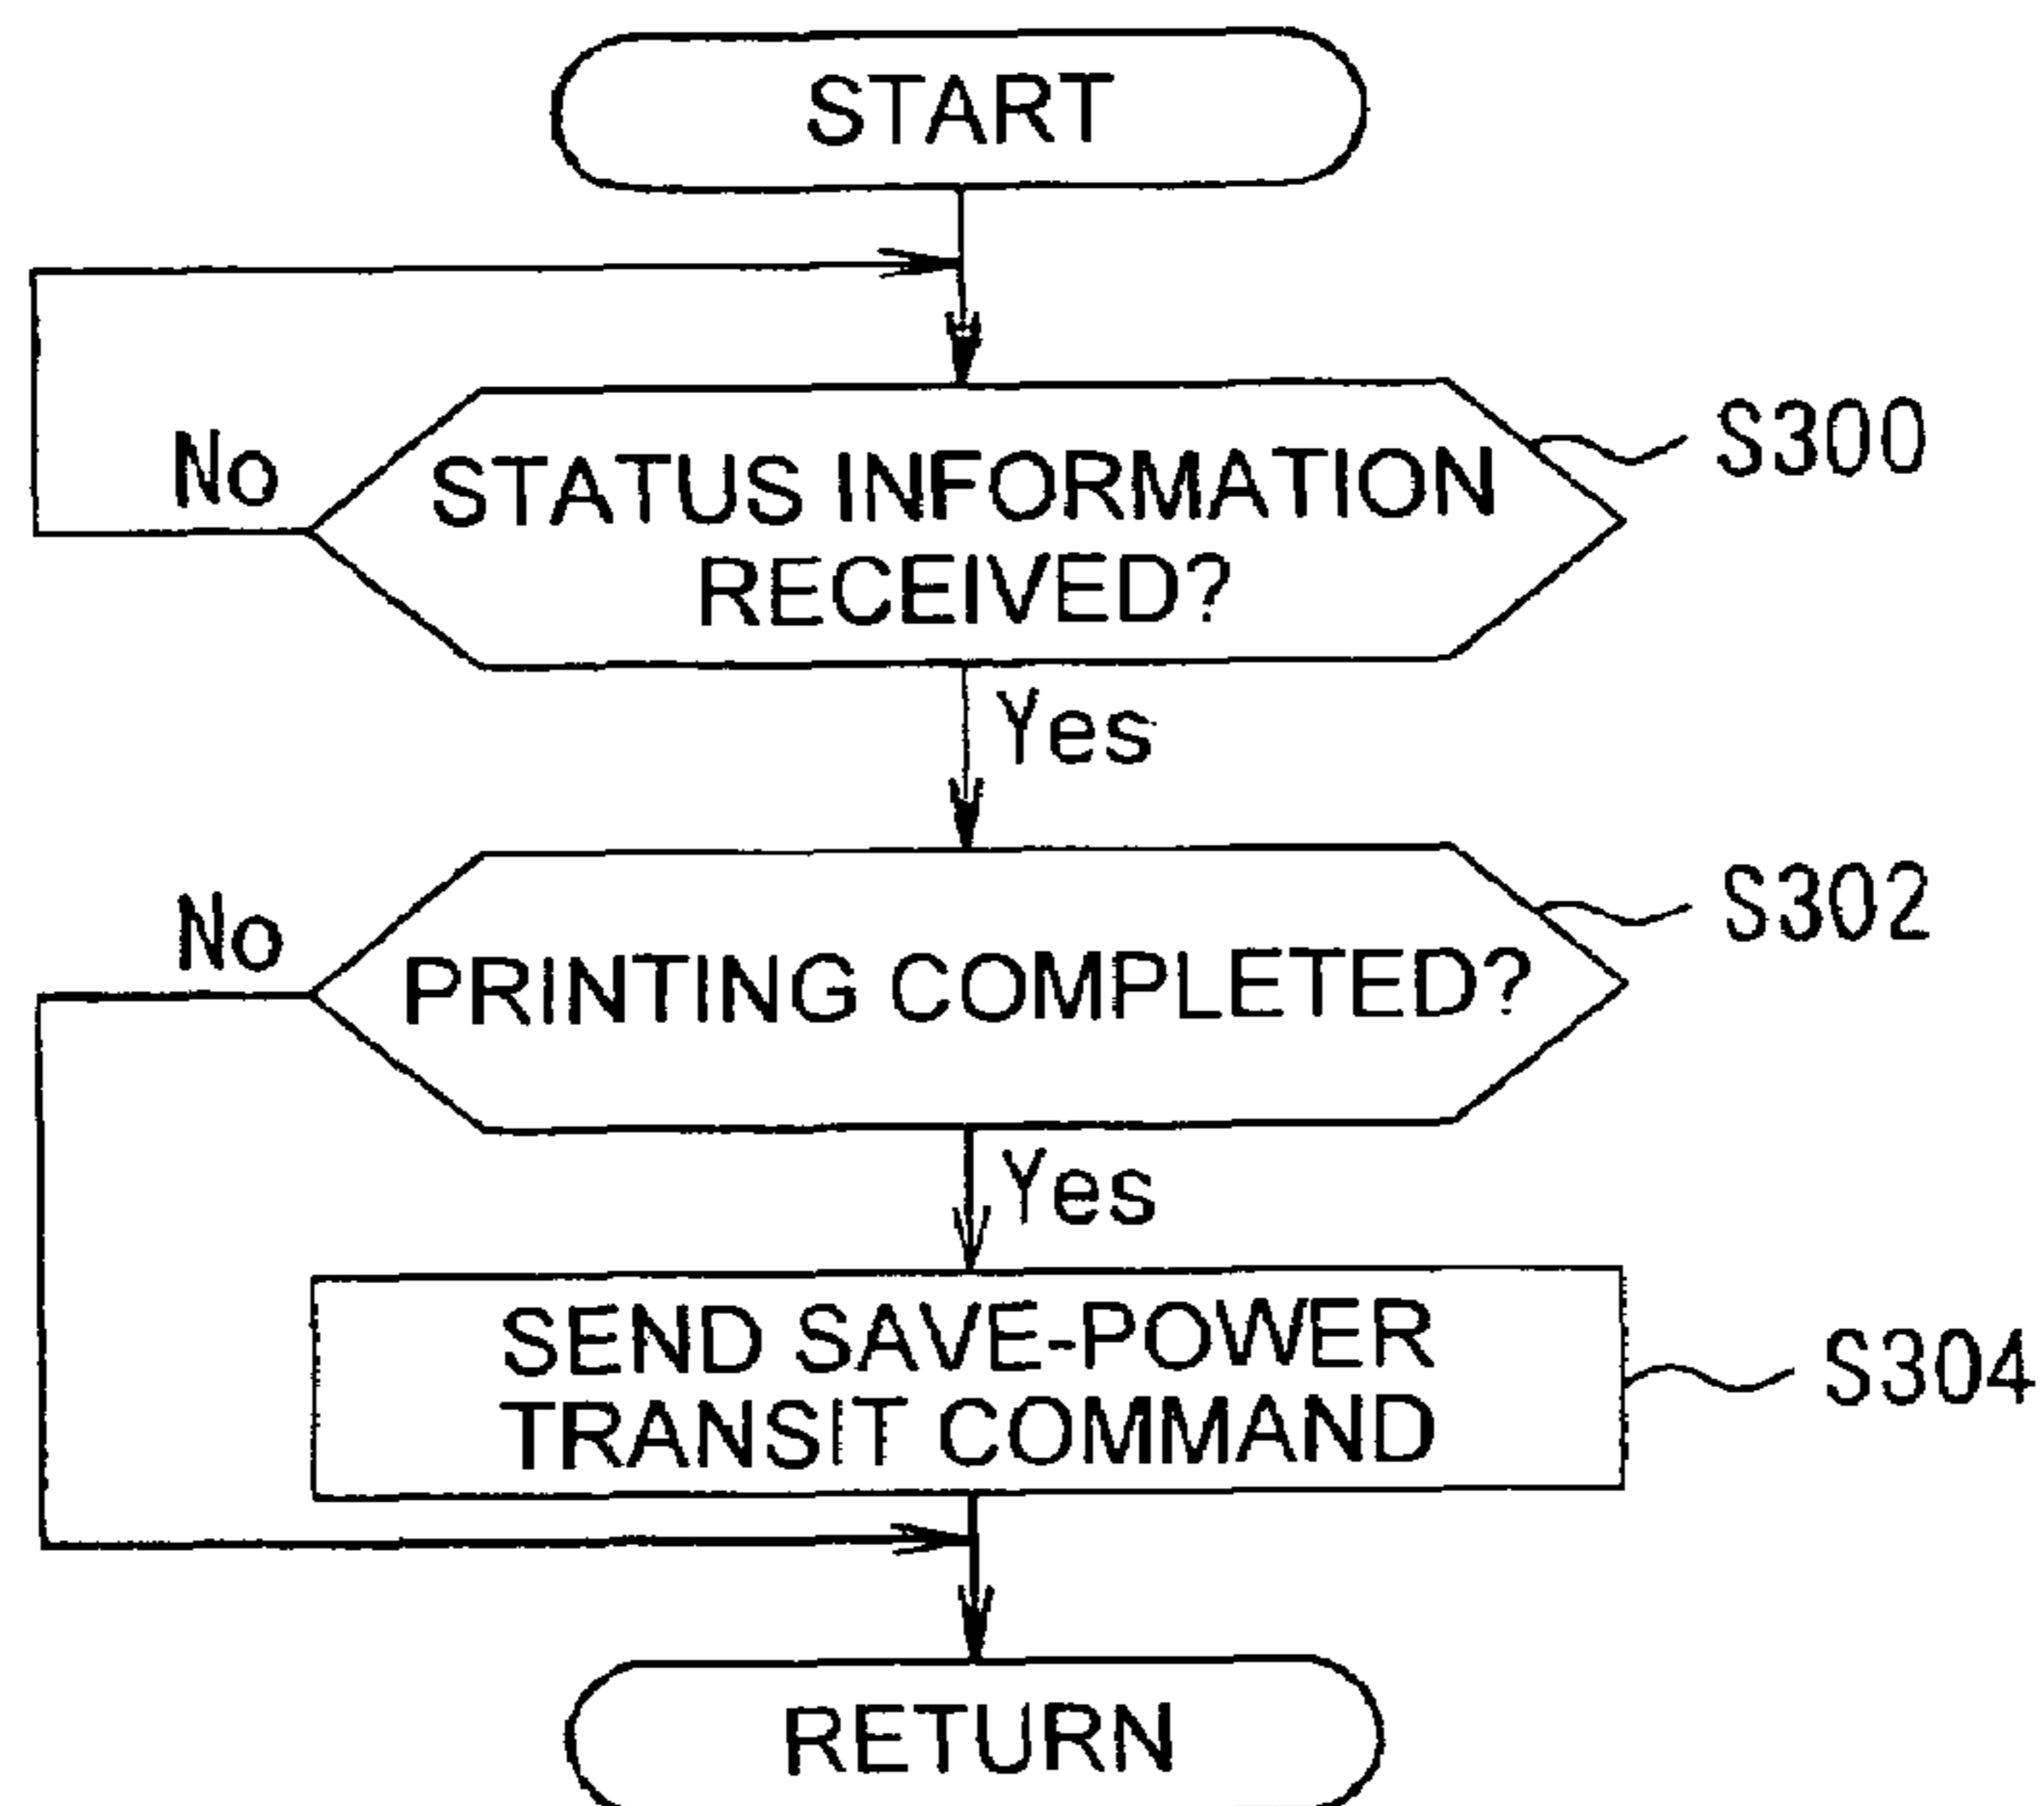 START
No
STATUS INFORMATION
RECEIVED?
S300
Yes
No
PRINTING COMPLETED?
S302
Yes
SEND SAVE-POWER
TRANSIT COMMAND
S304
RETURN